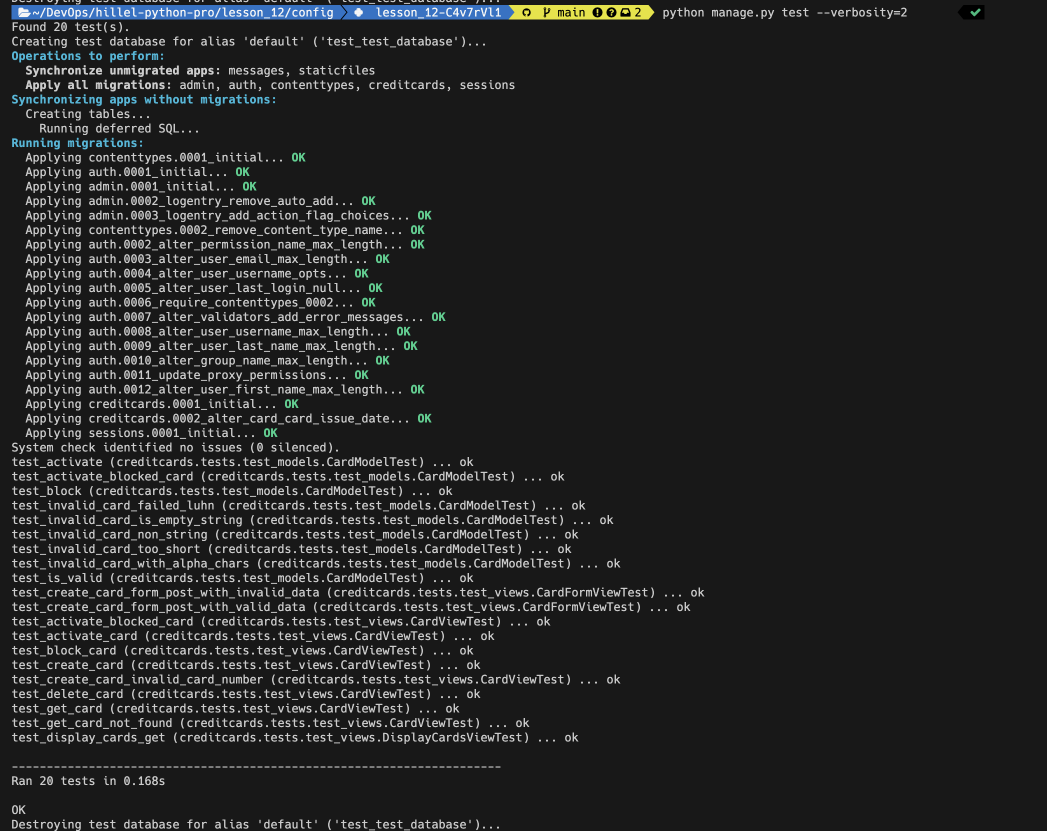 Destroying test database for alias 'default' ('test_test_database')...
~/DevOps/hillel-python-pro/lesson_12/config lesson_12-C4v7rVl1 main 2 python manage.py test --verbosity=2
Found 20 test(s).
Creating test database for alias 'default' ('test_test_database')...
Operations to perform:
  Synchronize unmigrated apps: messages, staticfiles
  Apply all migrations: admin, auth, contenttypes, creditcards, sessions
Synchronizing apps without migrations:
  Creating tables...
    Running deferred SQL...
Running migrations:
  Applying contenttypes.0001_initial... OK
  Applying auth.0001_initial... OK
  Applying admin.0001_initial... OK
  Applying admin.0002_logentry_remove_auto_add... OK
  Applying admin.0003_logentry_add_action_flag_choices... OK
  Applying contenttypes.0002_remove_content_type_name... OK
  Applying auth.0002_alter_permission_name_max_length... OK
  Applying auth.0003_alter_user_email_max_length... OK
  Applying auth.0004_alter_user_username_opts... OK
  Applying auth.0005_alter_user_last_login_null... OK
  Applying auth.0006_require_contenttypes_0002... OK
  Applying auth.0007_alter_validators_add_error_messages... OK
  Applying auth.0008_alter_user_username_max_length... OK
  Applying auth.0009_alter_user_last_name_max_length... OK
  Applying auth.0010_alter_group_name_max_length... OK
  Applying auth.0011_update_proxy_permissions... OK
  Applying auth.0012_alter_user_first_name_max_length... OK
  Applying creditcards.0001_initial... OK
  Applying creditcards.0002_alter_card_card_issue_date... OK
  Applying sessions.0001_initial... OK
System check identified no issues (0 silenced).
test_activate (creditcards.tests.test_models.CardModelTest) ... ok
test_activate_blocked_card (creditcards.tests.test_models.CardModelTest) ... ok
test_block (creditcards.tests.test_models.CardModelTest) ... ok
test_invalid_card_failed_luhn (creditcards.tests.test_models.CardModelTest) ... ok
test_invalid_card_is_empty_string (creditcards.tests.test_models.CardModelTest) ... ok
test_invalid_card_non_string (creditcards.tests.test_models.CardModelTest) ... ok
test_invalid_card_too_short (creditcards.tests.test_models.CardModelTest) ... ok
test_invalid_card_with_alpha_chars (creditcards.tests.test_models.CardModelTest) ... ok
test_is_valid (creditcards.tests.test_models.CardModelTest) ... ok
test_create_card_form_post_with_invalid_data (creditcards.tests.test_views.CardFormViewTest) ... ok
test_create_card_form_post_with_valid_data (creditcards.tests.test_views.CardFormViewTest) ... ok
test_activate_blocked_card (creditcards.tests.test_views.CardViewTest) ... ok
test_activate_card (creditcards.tests.test_views.CardViewTest) ... ok
test_block_card (creditcards.tests.test_views.CardViewTest) ... ok
test_create_card (creditcards.tests.test_views.CardViewTest) ... ok
test_create_card_invalid_card_number (creditcards.tests.test_views.CardViewTest) ... ok
test_delete_card (creditcards.tests.test_views.CardViewTest) ... ok
test_get_card (creditcards.tests.test_views.CardViewTest) ... ok
test_get_card_not_found (creditcards.tests.test_views.CardViewTest) ... ok
test_display_cards_get (creditcards.tests.test_views.DisplayCardsViewTest) ... ok
----------------------------------------------------------------------
Ran 20 tests in 0.168s
OK
Destroying test database for alias 'default' ('test_test_database')...